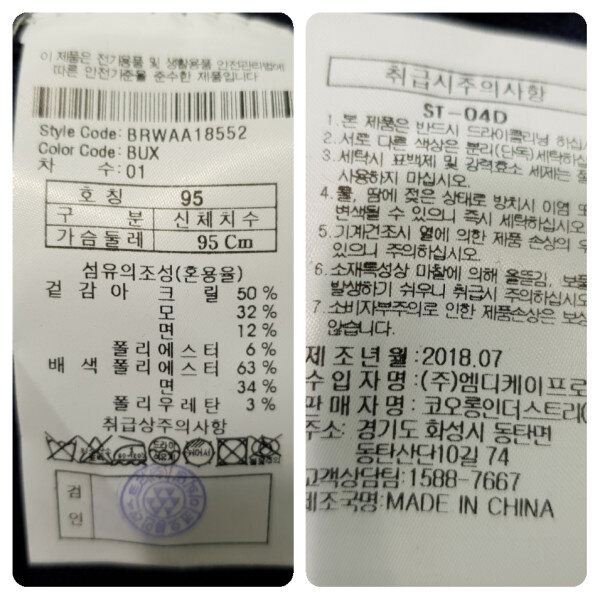 이 제품은 전기용품 및 생활용품 안전관리법에
따른 안전기준을 준수한 제품입니다
Style Code: BRWAA18552
Color Code: BUX
차 수: 01
호 칭 95
구 분 신체치수
가슴둘레 95 Cm
섬유의조성(혼용율)
겉감 아 크 릴 50 %
모 32 %
면 12 %
폴리에스터 6 %
배색 폴리에스터 63 %
면 34 %
폴리우레탄 3 %
취급상주의사항
드라이
케어서
검
인
취급시주의사항
ST-04D
1. 본 제품은 반드시 드라이클리닝 하십시
2. 서로 다른 색상은 분리(단독)세탁하십
3. 세탁시 표백제 및 강력효소 세제는 절
사용하지 마십시오.
4. 물, 땀에 젖은 상태로 방치시 이염 또
변색될 수 있으니 즉시 세탁하십시오.
5. 기계건조시 열에 의한 제품 손상의 우
있으니 주의하십시오.
6. 소재특성상 마찰에 의해 올뜯김, 보풀
발생하기 쉬우니 취급시 주의하십시오
7. 소비자부주의로 인한 제품손상은 보상
않습니다.
제 조년 월 : 2018.07
수 입 자 명 : (주)엠디케이프로
판 매 자 명 : 코오롱인더스트리(
주소: 경기도 화성시 동탄면
동탄산단10길 74
고객상담팀: 1588-7667
제조국명: MADE IN CHINA